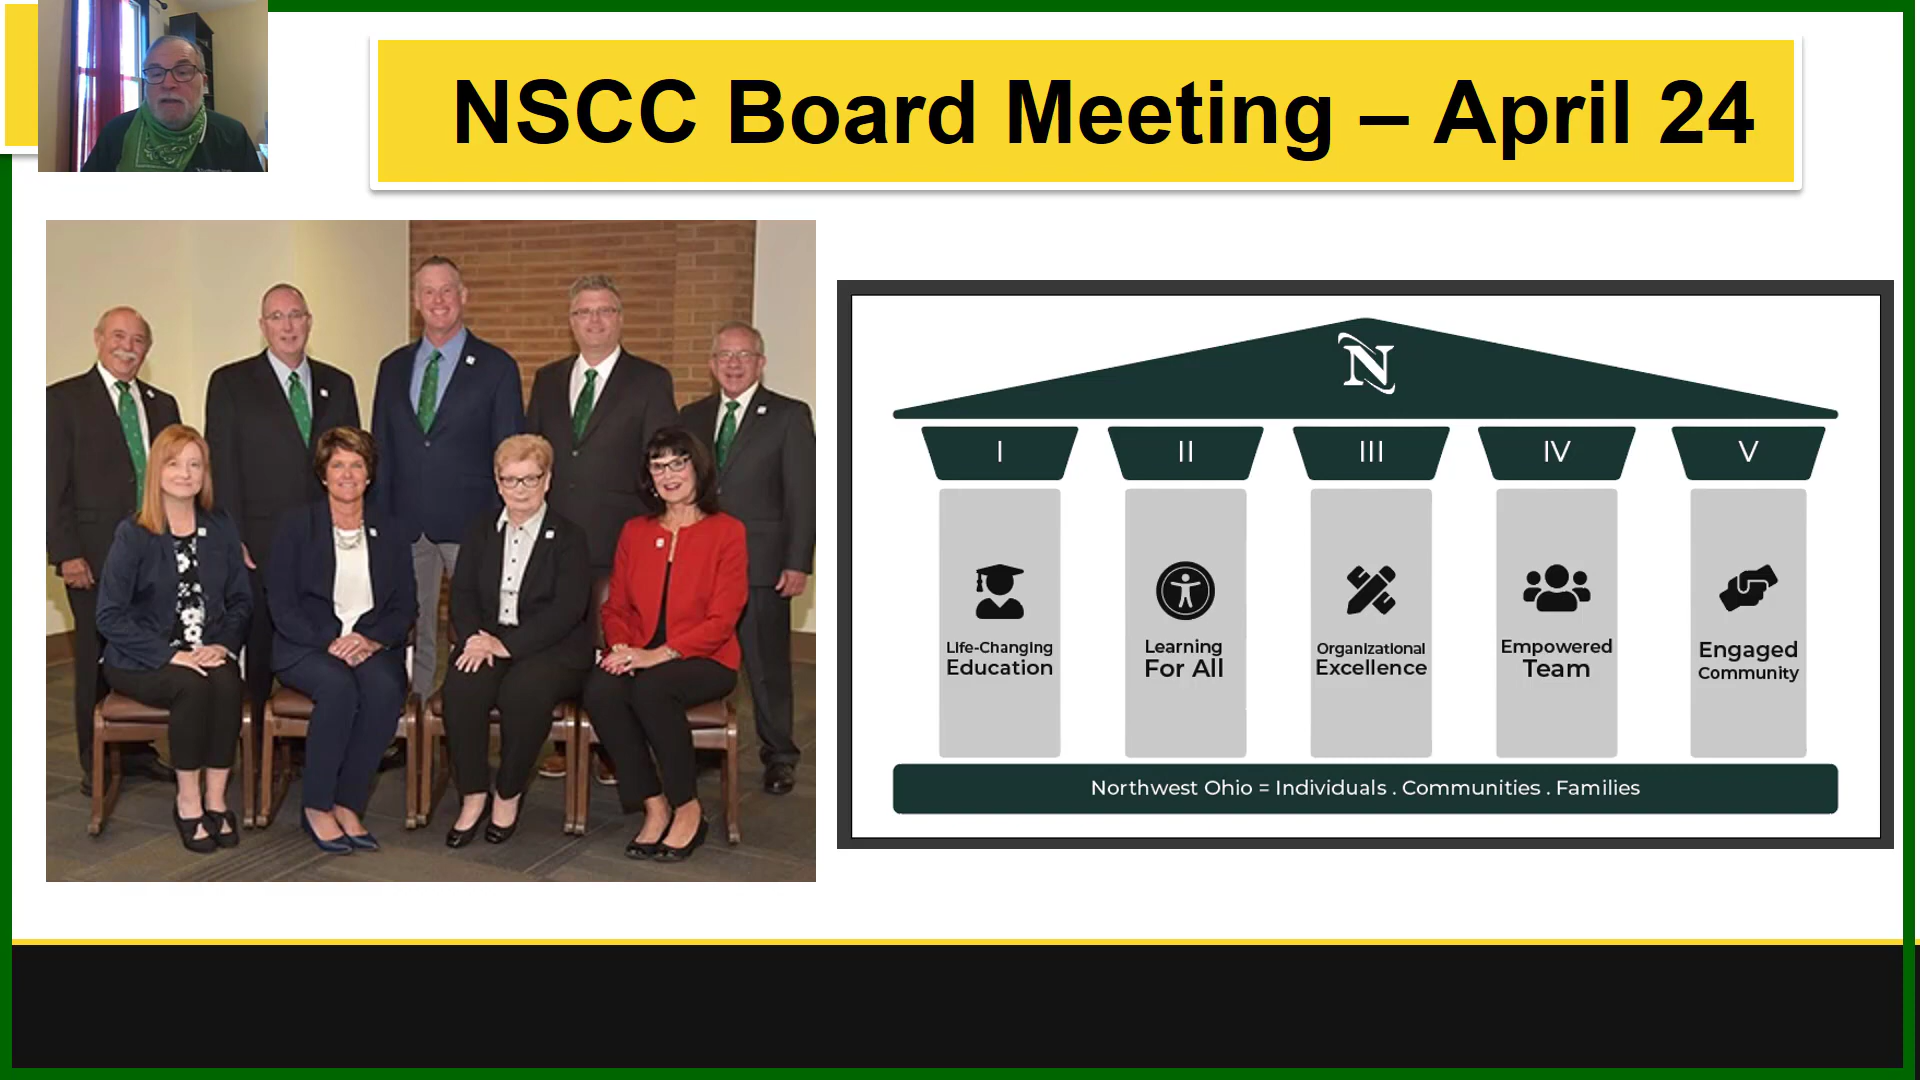 NSCC Board Meeting – April 24
N
I
II
III
IV
V
Life-Changing
Education
Learning
For All
Organizational
Excellence
Empowered
Team
Engaged
Community
Northwest Ohio = Individuals . Communities . Families